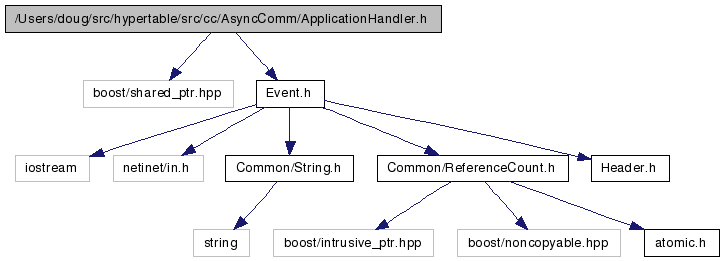 /Users/doug/src/hypertable/src/cc/AsyncComm/ApplicationHandler.h
boost/shared_ptr.hpp
Event.h
iostream
netinet/in.h
Common/String.h
Common/ReferenceCount.h
Header.h
string
boost/intrusive_ptr.hpp
boost/noncopyable.hpp
atomic.h